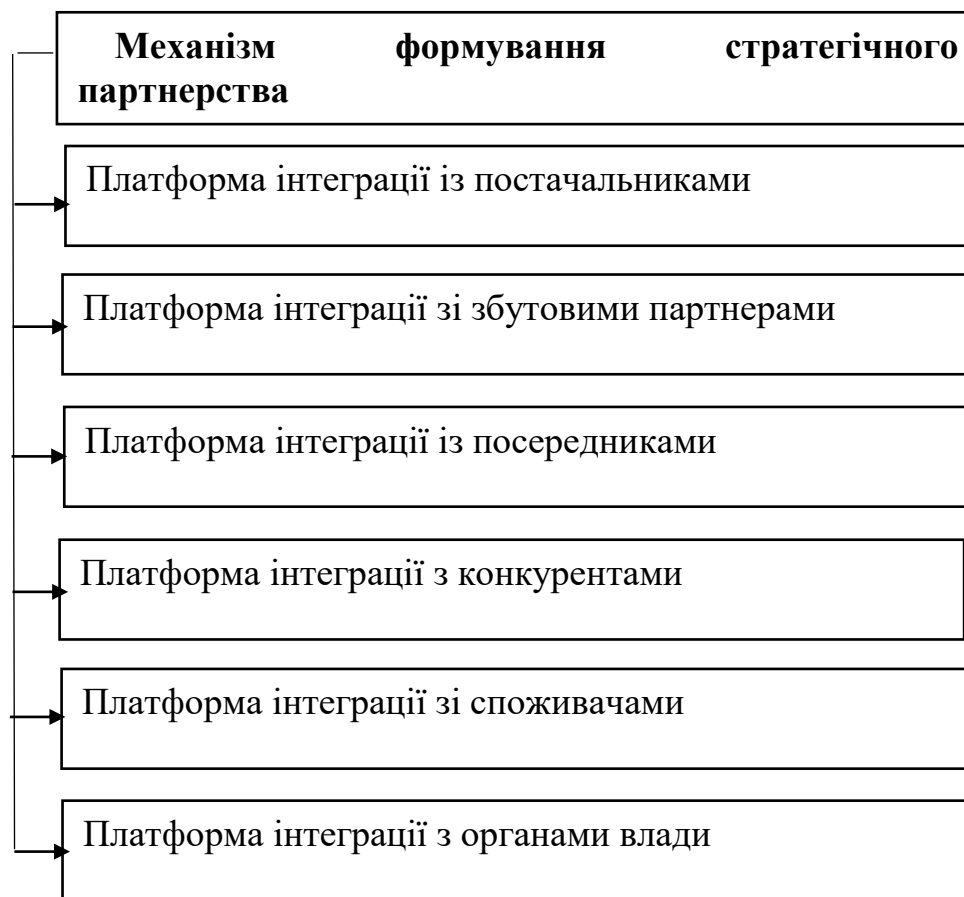 Механізм формування стратегічного
партнерства
Платформа інтеграції із постачальниками
Платформа інтеграції зі збутовими партнерами
Платформа інтеграції із посередниками
Платформа інтеграції з конкурентами
Платформа інтеграції зі споживачами
Платформа інтеграції з органами влади